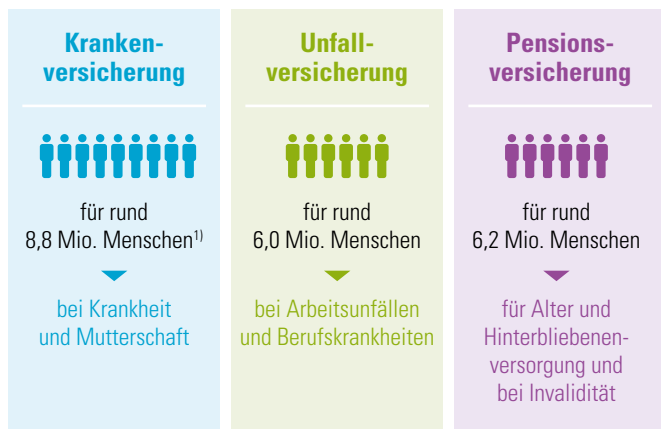 Kranken-
versicherung
für rund
8,8 Mio. Menschen1)
bei Krankheit
und Mutterschaft
Unfall-
versicherung
für rund
6,0 Mio. Menschen
bei Arbeitsunfällen
und Berufskrankheiten
Pensions-
versicherung
für rund
6,2 Mio. Menschen
für Alter und
Hinterbliebenen-
versorgung und
bei Invalidität